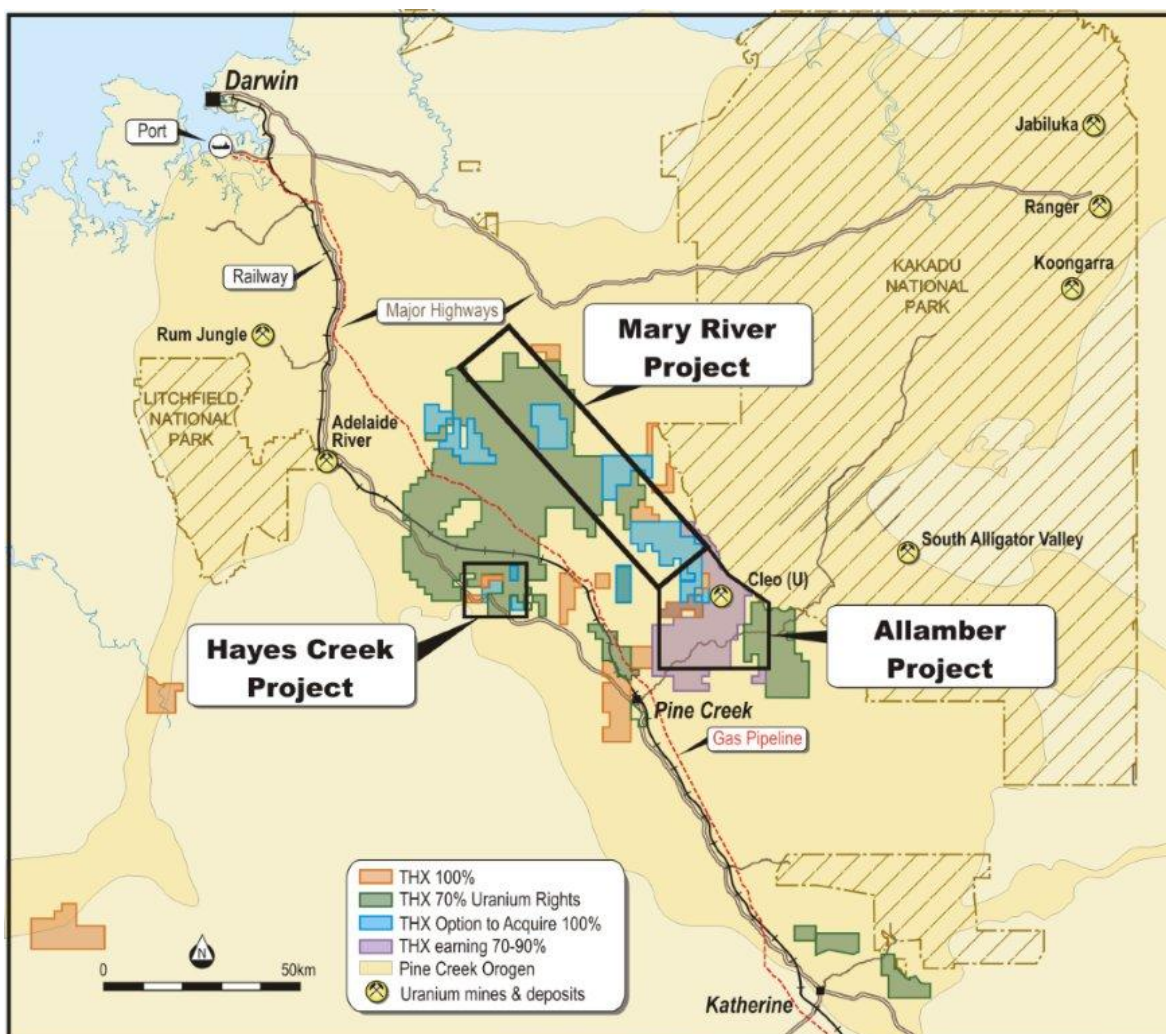 Darwin
Port
Jabiluka
Ranger
Railway
KAKADU
NATIONAL
PARK
Koongarra
Major Highways
Mary River
Project
Rum Jungle
LITCHFIELD
NATIONAL
PARK
Adelaide
River
South Alligator Valley
Cleo (U)
Hayes Creek
Project
Allamber
Project
Pine Creek
Gas Pipeline
THX 100%
THX 70% Uranium Rights
THX Option to Acquire 100%
THX earning 70-90%
Pine Creek Orogen
Uranium mines & deposits
N
0 50km
Katherine